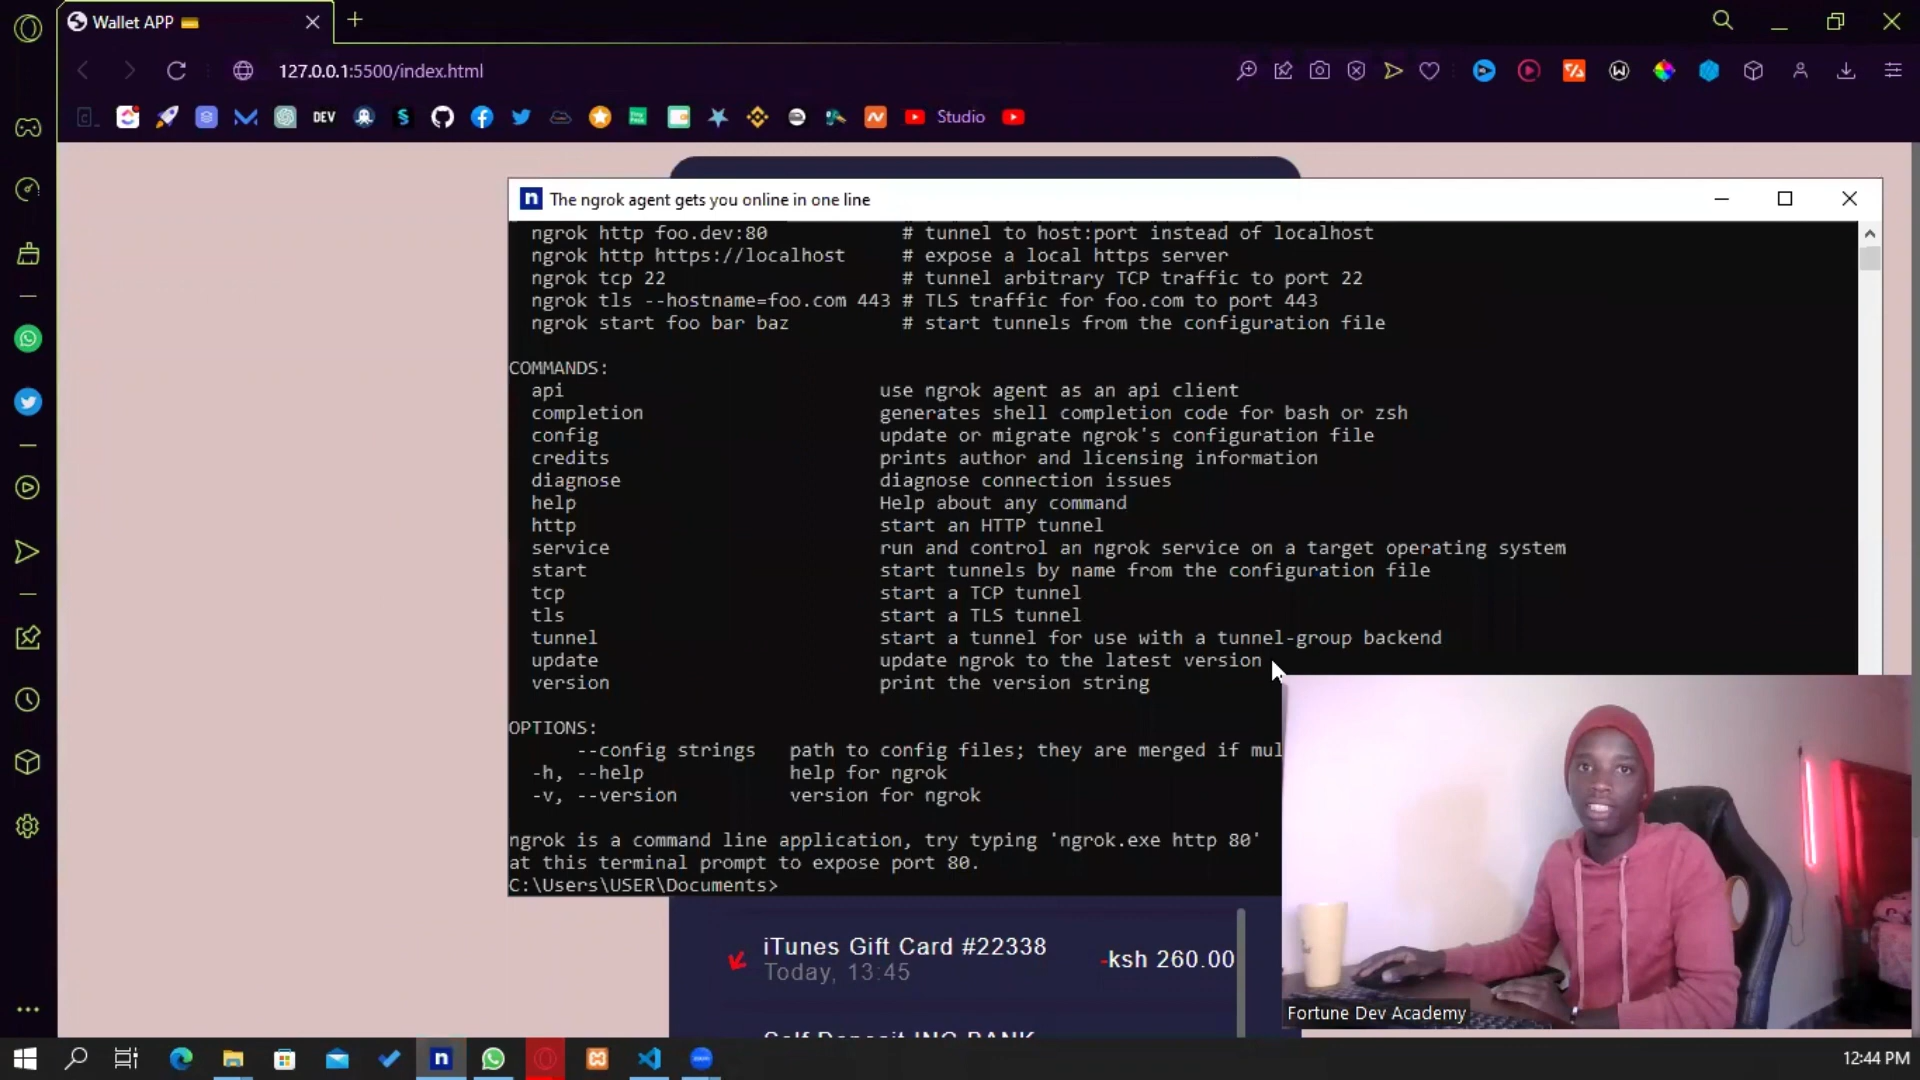 Wallet APP
127.0.0.1:5500/index.html
DEV
Studio
The ngrok agent gets you online in one line
ngrok http foo.dev:80 # tunnel to host:port instead of localhost
ngrok http https://localhost # expose a local https server
ngrok tcp 22 # tunnel arbitrary TCP traffic to port 22
ngrok tls --hostname=foo.com 443 # TLS traffic for foo.com to port 443
ngrok start foo bar baz # start tunnels from the configuration file
COMMANDS:
api use ngrok agent as an api client
completion generates shell completion code for bash or zsh
config update or migrate ngrok's configuration file
credits prints author and licensing information
diagnose diagnose connection issues
help Help about any command
http start an HTTP tunnel
service run and control an ngrok service on a target operating system
start start tunnels by name from the configuration file
tcp start a TCP tunnel
tls start a TLS tunnel
tunnel start a tunnel for use with a tunnel-group backend
update update ngrok to the latest version
version print the version string
OPTIONS:
--config strings path to config files; they are merged if mul
-h, --help help for ngrok
-v, --version version for ngrok
ngrok is a command line application, try typing 'ngrok.exe http 80'
at this terminal prompt to expose port 80.
C:\Users\USER\Documents>
iTunes Gift Card #22338
-ksh 260.00
Today, 13:45
Fortune Dev Academy
12:44 PM